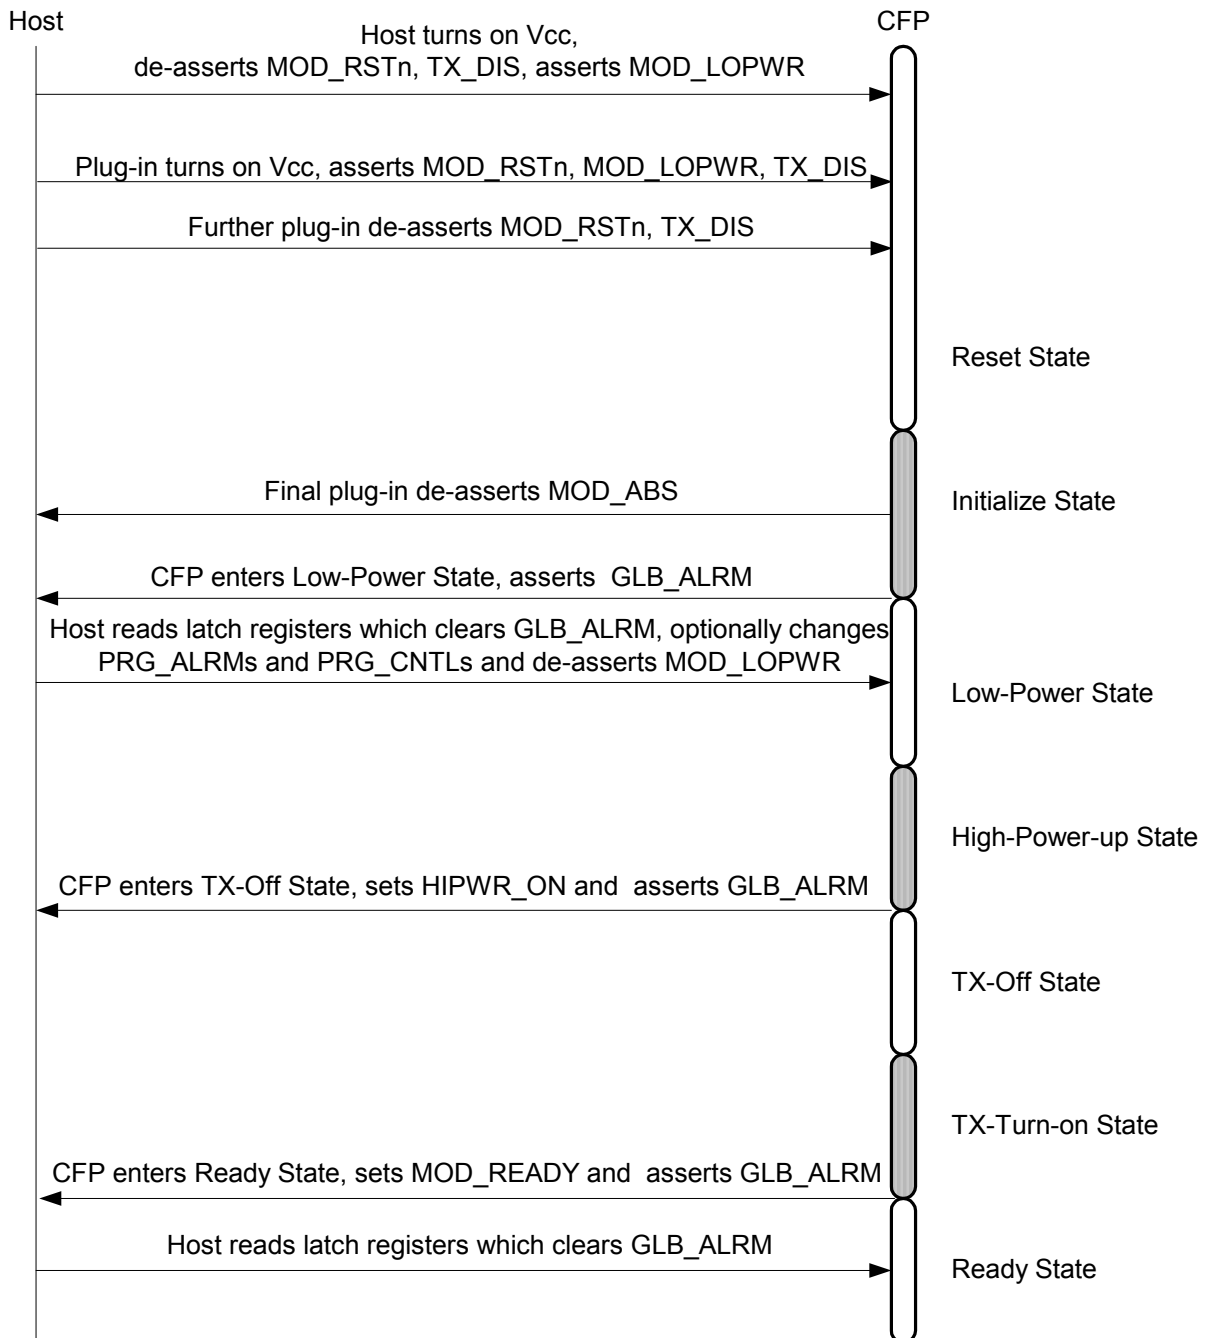 Host
CFP
Host turns on Vcc,
de-asserts MOD_RSTn, TX_DIS, asserts MOD_LOPWR
Plug-in turns on Vcc, asserts MOD_RSTn, MOD_LOPWR, TX_DIS
Further plug-in de-asserts MOD_RSTn, TX_DIS
Reset State
Final plug-in de-asserts MOD_ABS
Initialize State
CFP enters Low-Power State, asserts GLB_ALRM
Host reads latch registers which clears GLB_ALRM, optionally changes
PRG_ALRMs and PRG_CNTLs and de-asserts MOD_LOPWR
Low-Power State
High-Power-up State
CFP enters TX-Off State, sets HIPWR_ON and asserts GLB_ALRM
TX-Off State
TX-Turn-on State
CFP enters Ready State, sets MOD_READY and asserts GLB_ALRM
Host reads latch registers which clears GLB_ALRM
Ready State